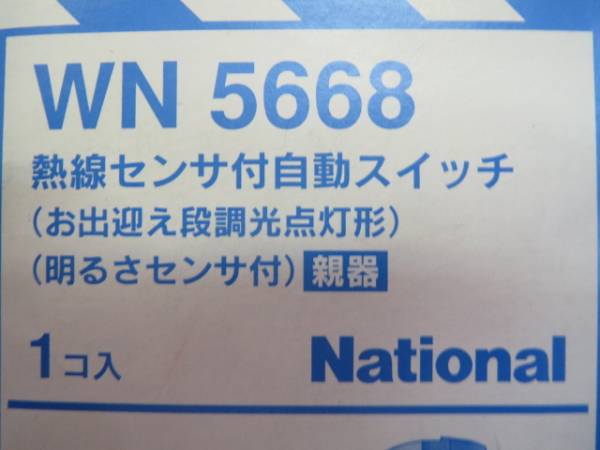 WN 5668
熱線センサ付自動スイッチ
(お出迎え段調光点灯形)
(明るさセンサ付) 親器
1コ入 National